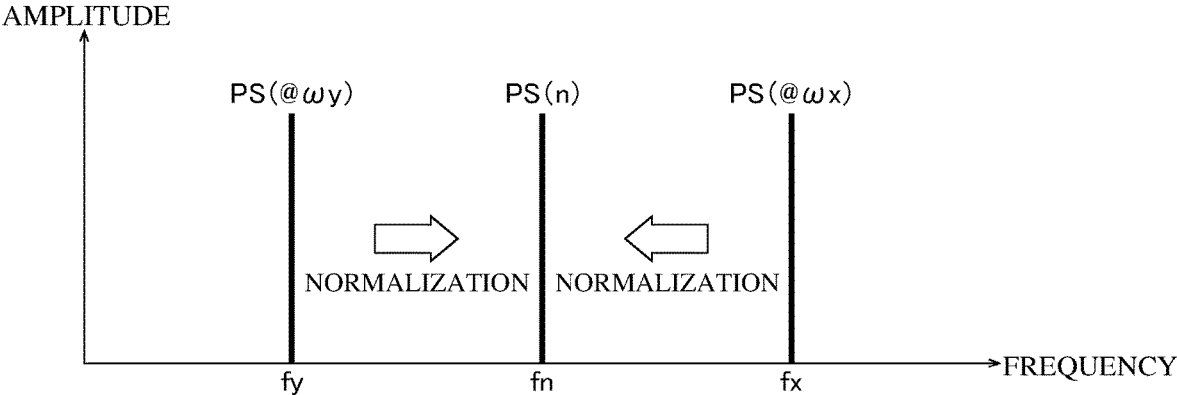 AMPLITUDE
PS(@ωy) PS(n) PS(@ωx)
NORMALIZATION NORMALIZATION
FREQUENCY
fy fn fx